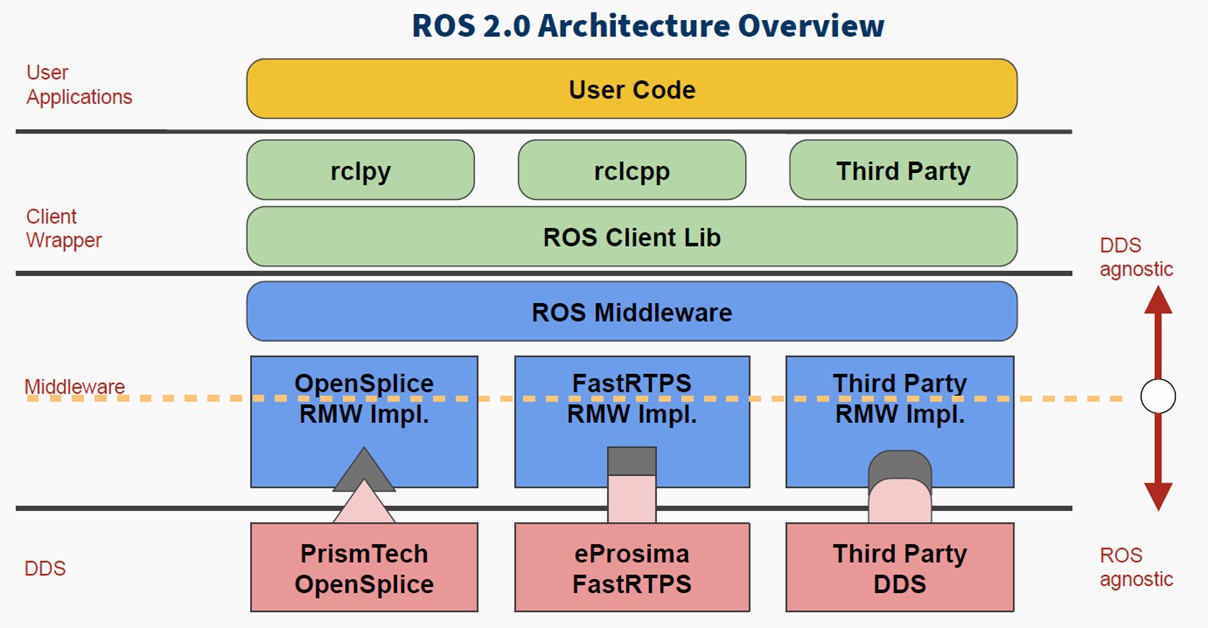 ROS 2.0 Architecture Overview
User
Applications
User Code
rclpy
rclcpp
Third Party
Client
Wrapper
ROS Client Lib
DDS
agnostic
ROS Middleware
Middleware
OpenSplice
RMW Impl.
FastRTPS
RMW Impl.
Third Party
RMW Impl.
DDS
PrismTech
OpenSplice
eProsima
FastRTPS
Third Party
DDS
ROS
agnostic